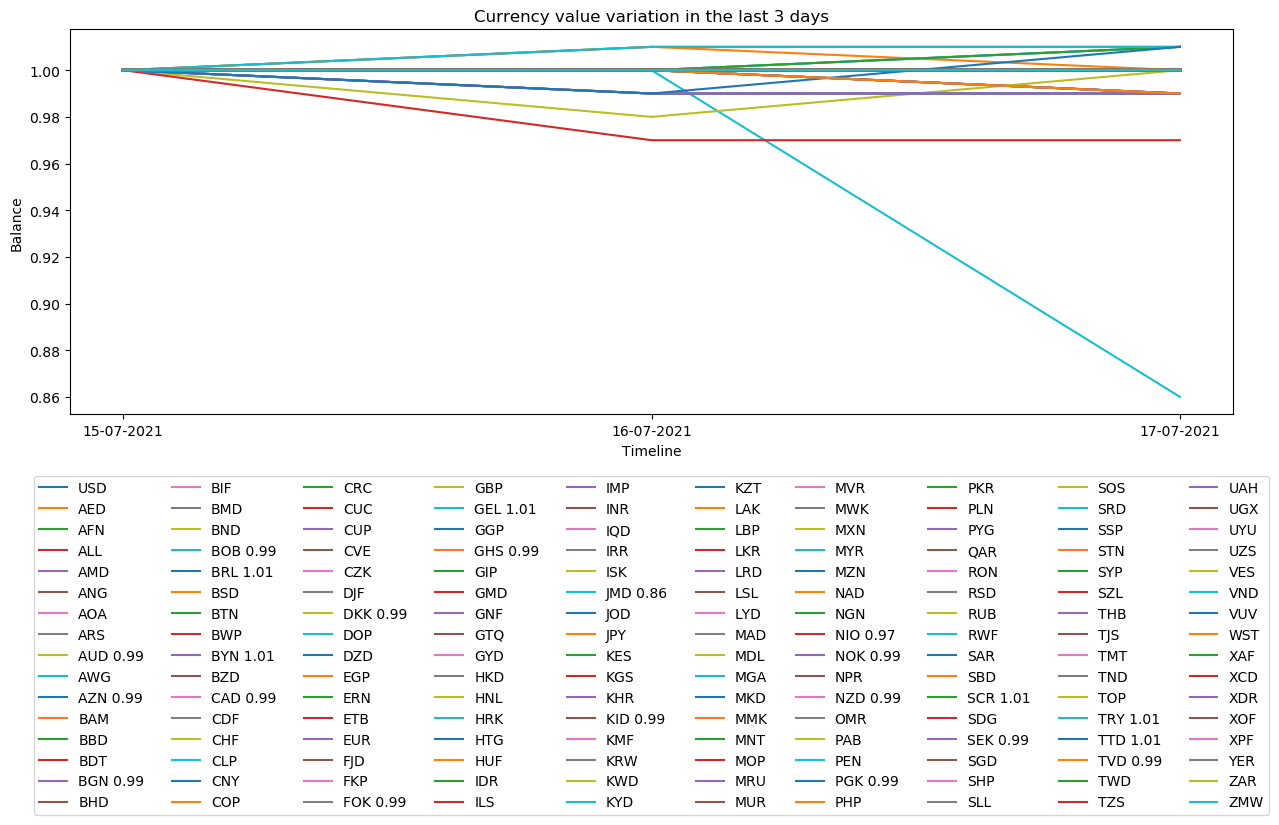 Currency value variation in the last 3 days
1.00
0.98
0.96
0.94
0.92
0.90
0.88
0.86
Balance
15-07-2021 16-07-2021 17-07-2021
Timeline
USD BIF CRC GBP IMP KZT MVR PKR SOS UAH
AED BMD CUC GEL 1.01 INR LAK MWK PLN SRD UGX
AFN BND CUP GGP IQD LBP MXN PYG SSP UYU
ALL BOB 0.99 CVE GHS 0.99 IRR LKR MYR QAR STN UZS
AMD BRL 1.01 CZK GIP ISK LRD MZN RON SYP VES
ANG BSD DJF GMD JMD 0.86 LSL NAD RSD SZL VND
AOA BTN DKK 0.99 GNF JOD LYD NGN RUB THB VUV
ARS BWP DOP GTQ JPY MAD NIO 0.97 RWF TJS WST
AUD 0.99 BYN 1.01 DZD GYD KES MDL NOK 0.99 SAR TMT XAF
AWG BZD EGP HKD KGS MGA NPR SBD TND XCD
AZN 0.99 CAD 0.99 ERN HNL KHR MKD NZD 0.99 SCR 1.01 TOP XDR
BAM CDF ETB HRK KID 0.99 MMK OMR SDG TRY 1.01 XOF
BBD CHF EUR HTG KMF MNT PAB SEK 0.99 TTD 1.01 XPF
BDT CLP FJD HUF KRW MOP PEN SGD TVD 0.99 YER
BGN 0.99 CNY FKP IDR KWD MRU PGK 0.99 SHP TWD ZAR
BHD COP FOK 0.99 ILS KYD MUR PHP SLL TZS ZMW